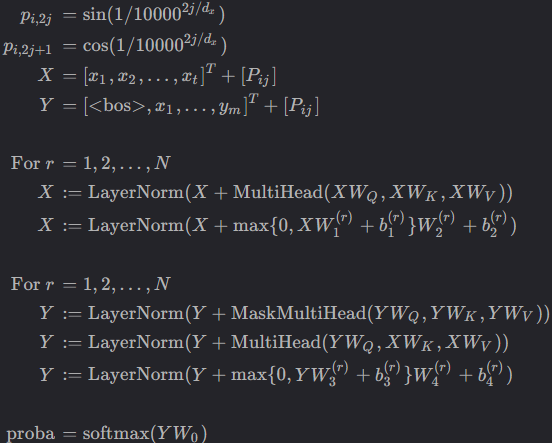 p_{i,2j} = sin(1/10000^{2j/d_x})
p_{i,2j+1} = cos(1/10000^{2j/d_x})
X = [x_1, x_2, …, x_t]^T + [P_{ij}]
Y = [<bos>, x_1, …, y_m]^T + [P_{ij}]
For r = 1, 2, …, N
X := LayerNorm(X + MultiHead(XW_Q, XW_K, XW_V))
X := LayerNorm(X + max{0, XW_1^{(r)} + b_1^{(r)}}W_2^{(r)} + b_2^{(r)})
For r = 1, 2, …, N
Y := LayerNorm(Y + MaskMultiHead(YW_Q, YW_K, YW_V))
Y := LayerNorm(Y + MultiHead(YW_Q, XW_K, XW_V))
Y := LayerNorm(Y + max{0, YW_3^{(r)} + b_3^{(r)}}W_4^{(r)} + b_4^{(r)})
proba = softmax(YW_0)